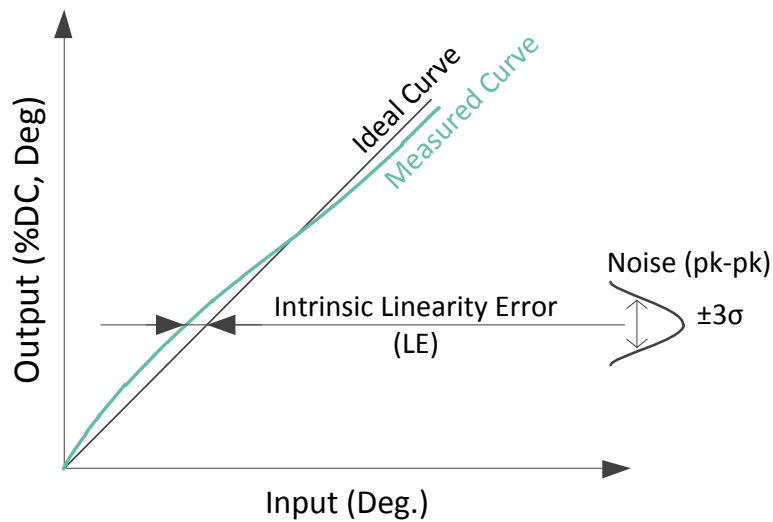 Output (%DC, Deg)
Ideal Curve
Measured Curve
Noise (pk-pk)
±3σ
Intrinsic Linearity Error
(LE)
Input (Deg.)